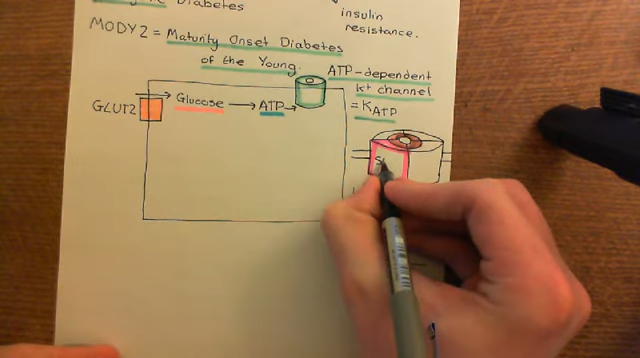 Diabetes
insulin
resistance.
MODY2 = Maturity Onset Diabetes
of the Young.
ATP-dependent
K+ channel
= KATP
GLUT2
Glucose → ATP
S